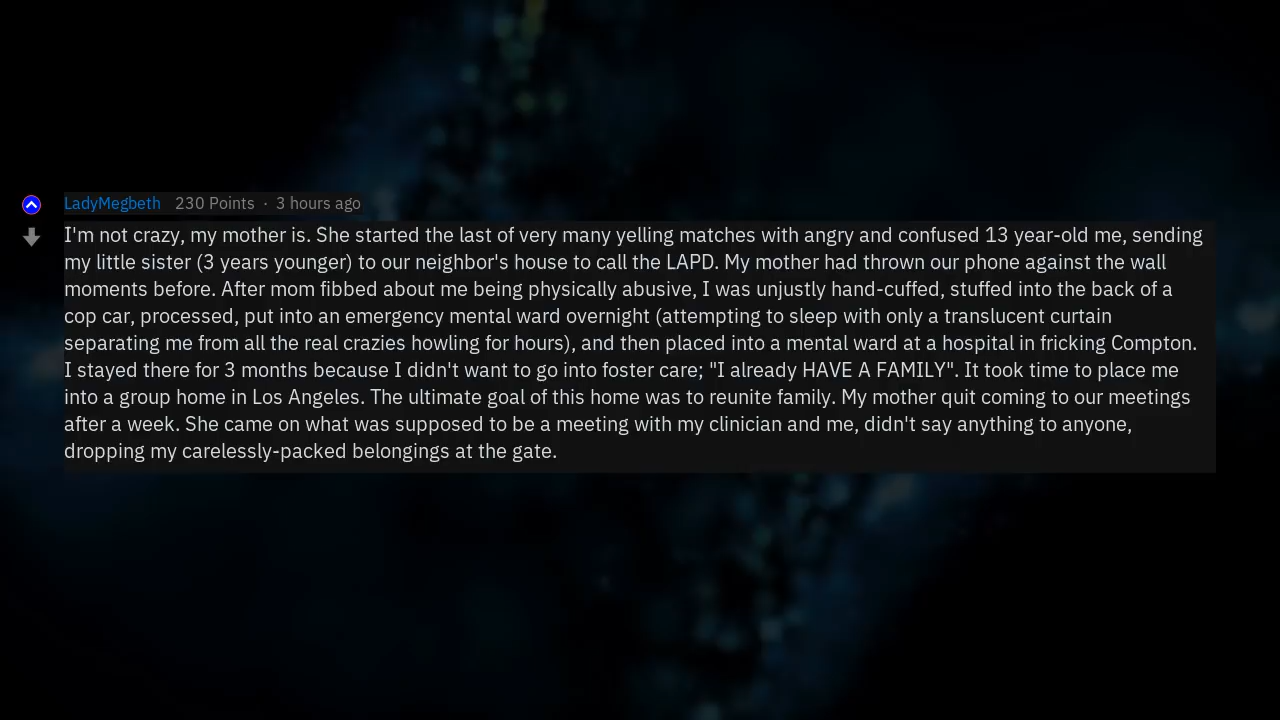 LadyMegbeth 230 Points · 3 hours ago
I'm not crazy, my mother is. She started the last of very many yelling matches with angry and confused 13 year-old me, sending
my little sister (3 years younger) to our neighbor's house to call the LAPD. My mother had thrown our phone against the wall
moments before. After mom fibbed about me being physically abusive, I was unjustly hand-cuffed, stuffed into the back of a
cop car, processed, put into an emergency mental ward overnight (attempting to sleep with only a translucent curtain
separating me from all the real crazies howling for hours), and then placed into a mental ward at a hospital in fricking Compton.
I stayed there for 3 months because I didn't want to go into foster care; "I already HAVE A FAMILY". It took time to place me
into a group home in Los Angeles. The ultimate goal of this home was to reunite family. My mother quit coming to our meetings
after a week. She came on what was supposed to be a meeting with my clinician and me, didn't say anything to anyone,
dropping my carelessly-packed belongings at the gate.